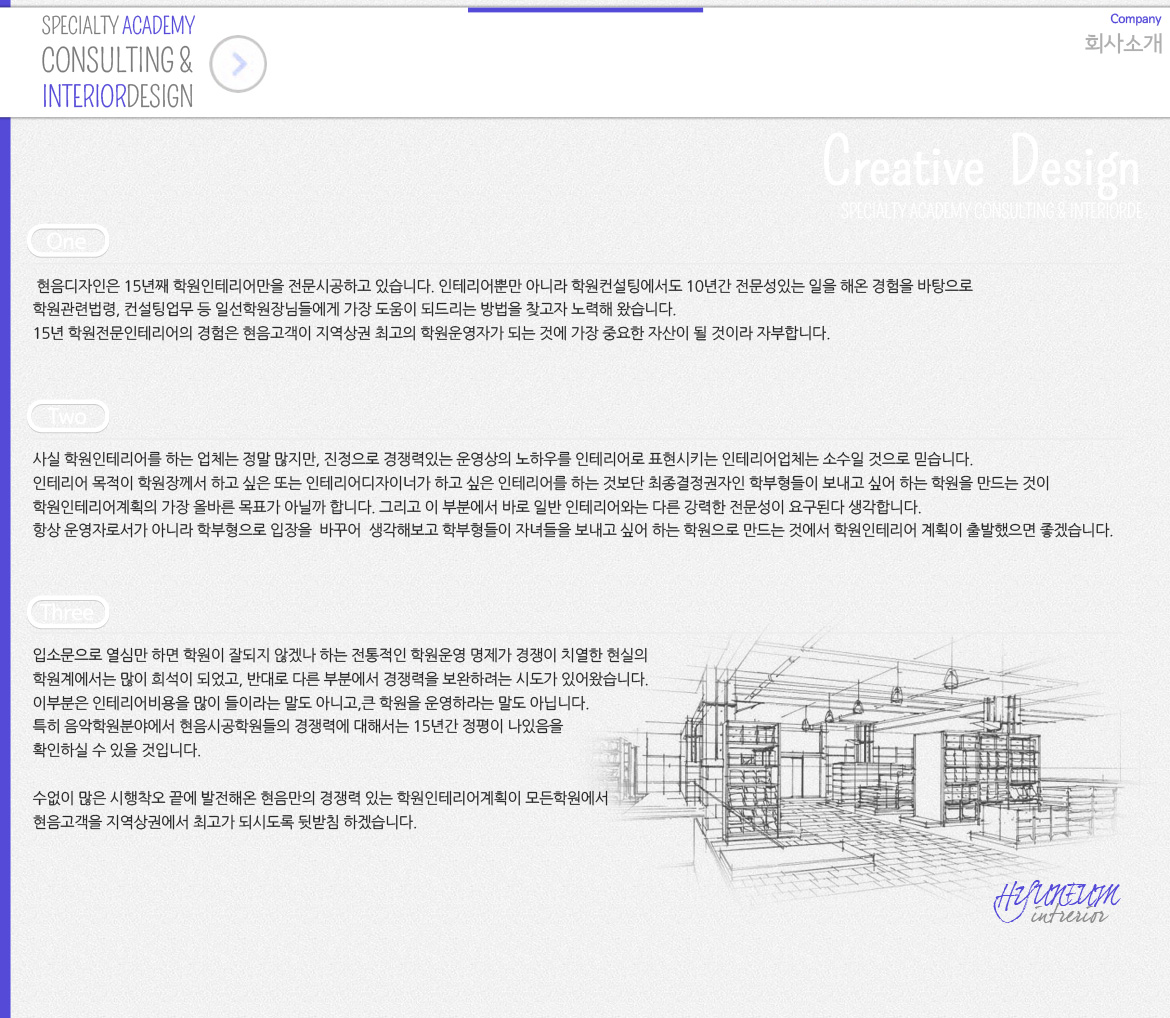 SPECIALTY ACADEMY
CONSULTING &
INTERIORDESIGN
Company
회사소개
Creative Design
SPECIALTY ACADEMY CONSULTING & INTERIORDE
One
현음디자인은 15년째 학원인테리어만을 전문시공하고 있습니다. 인테리어뿐만 아니라 학원컨설팅에서도 10년간 전문성있는 일을 해온 경험을 바탕으로
학원관련법령, 컨설팅업무 등 일선학원장님들에게 가장 도움이 되드리는 방법을 찾고자 노력해 왔습니다.
15년 학원전문인테리어의 경험은 현음고객이 지역상권 최고의 학원운영자가 되는 것에 가장 중요한 자산이 될 것이라 자부합니다.
Two
사실 학원인테리어를 하는 업체는 정말 많지만, 진정으로 경쟁력있는 운영상의 노하우를 인테리어로 표현시키는 인테리어업체는 소수일 것으로 믿습니다.
인테리어 목적이 학원장께서 하고 싶은 또는 인테리어디자이너가 하고 싶은 인테리어를 하는 것보단 최종결정권자인 학부형들이 보내고 싶어 하는 학원을 만드는 것이
학원인테리어계획의 가장 올바른 목표가 아닐까 합니다. 그리고 이 부분에서 바로 일반 인테리어와는 다른 강력한 전문성이 요구된다 생각합니다.
항상 운영자로서가 아니라 학부형으로 입장을 바꾸어 생각해보고 학부형들이 자녀들을 보내고 싶어 하는 학원으로 만드는 것에서 학원인테리어 계획이 출발했으면 좋겠습니다.
Three
입소문으로 열심만 하면 학원이 잘되지 않겠나 하는 전통적인 학원운영 명제가 경쟁이 치열한 현실의
학원계에서는 많이 희석이 되었고, 반대로 다른 부분에서 경쟁력을 보완하려는 시도가 있어왔습니다.
이부분은 인테리어비용을 많이 들이라는 말도 아니고,큰 학원을 운영하라는 말도 아닙니다.
특히 음악학원분야에서 현음시공학원들의 경쟁력에 대해서는 15년간 정평이 나있음을
확인하실 수 있을 것입니다.
수없이 많은 시행착오 끝에 발전해온 현음만의 경쟁력 있는 학원인테리어계획이 모든학원에서
현음고객을 지역상권에서 최고가 되시도록 뒷받침 하겠습니다.
HYUNEUM
intrerior